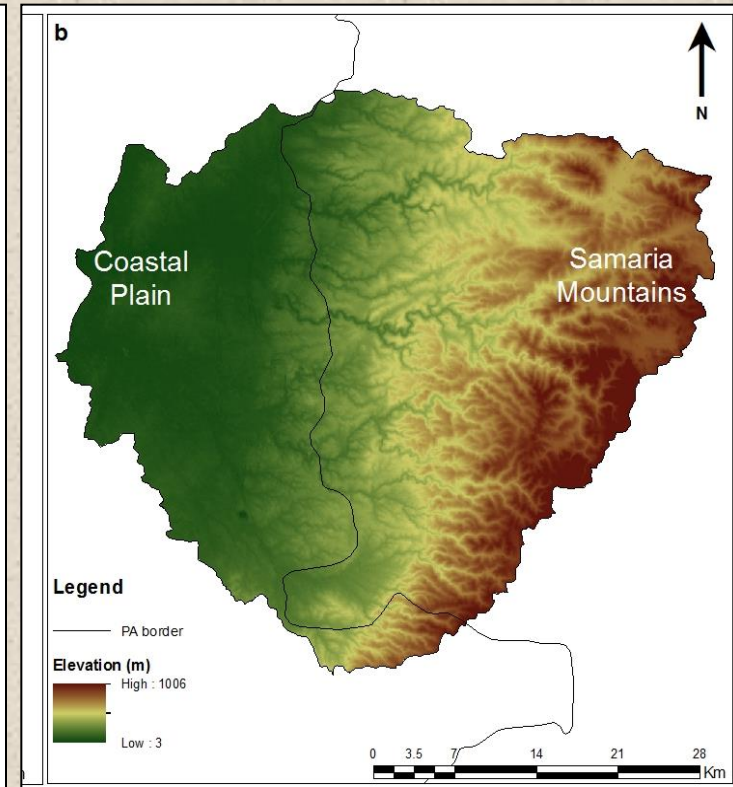 b
N
Coastal
Plain
Samaria
Mountains
Legend
PA border
Elevation (m)
High : 1006
Low : 3
0 3.5 7 14 21 28
Km